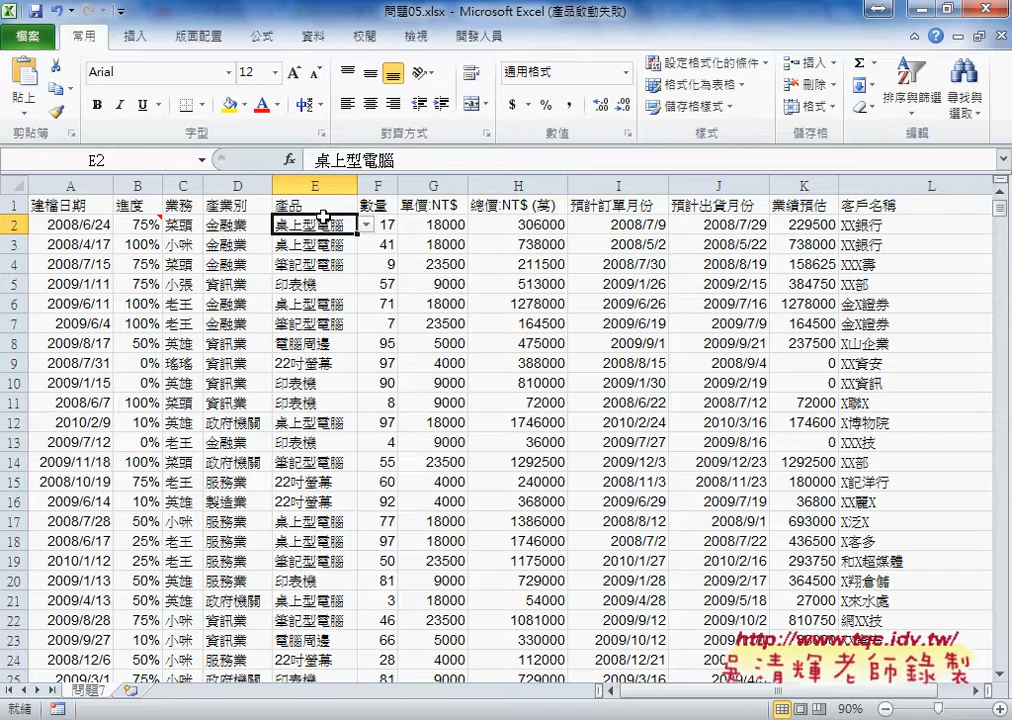 問題05.xlsx - Microsoft Excel (產品啟動失敗)
檔案 常用 插入 版面配置 公式 資料 校閱 檢視 開發人員
Arial 12 通用格式 設定格式化的條件 插入 Σ
貼上 格式化為表格 刪除 排序與篩選 尋找與選取
B I U 中 $ % , 儲存格樣式 格式
剪貼簿 字型 對齊方式 數值 樣式 儲存格 編輯
E2 fx 桌上型電腦
A B C D E F G H I J K L
1 建檔日期 進度 業務 產業別 產品 數量 單價:NT$ 總價:NT$ (萬) 預計訂單月份 預計出貨月份 業績預估 客戶名稱
2 2008/6/24 75% 菜頭 金融業 桌上型電腦 17 18000 306000 2008/7/9 2008/7/29 229500 XX銀行
3 2008/4/17 100% 小咪 金融業 桌上型電腦 41 18000 738000 2008/5/2 2008/5/22 738000 XX銀行
4 2008/7/15 75% 菜頭 金融業 筆記型電腦 9 23500 211500 2008/7/30 2008/8/19 158625 XXX壽
5 2009/1/11 75% 小張 資訊業 印表機 57 9000 513000 2009/1/26 2009/2/15 384750 XX部
6 2009/6/11 100% 老王 金融業 桌上型電腦 71 18000 1278000 2009/6/26 2009/7/16 1278000 金X證券
7 2009/6/4 100% 老王 金融業 筆記型電腦 7 23500 164500 2009/6/19 2009/7/9 164500 金X證券
8 2009/8/17 50% 英雄 資訊業 電腦周邊 95 5000 475000 2009/9/1 2009/9/21 237500 X山企業
9 2008/7/31 0% 瑤瑤 資訊業 22吋螢幕 97 4000 388000 2008/8/15 2008/9/4 0 XX資安
10 2009/1/15 0% 英雄 資訊業 印表機 90 9000 810000 2009/1/30 2009/2/19 0 XX資訊
11 2008/6/7 100% 菜頭 資訊業 印表機 8 9000 72000 2008/6/22 2008/7/12 72000 X聯X
12 2010/2/9 10% 英雄 政府機關 桌上型電腦 97 18000 1746000 2010/2/24 2010/3/16 174600 X博物院
13 2009/7/12 0% 老王 金融業 印表機 4 9000 36000 2009/7/27 2009/8/16 0 XXX技
14 2009/11/18 100% 菜頭 政府機關 筆記型電腦 55 23500 1292500 2009/12/3 2009/12/23 1292500 XX部
15 2008/10/19 75% 老王 服務業 22吋螢幕 60 4000 240000 2008/11/3 2008/11/23 180000 X記洋行
16 2009/6/14 10% 英雄 製造業 22吋螢幕 92 4000 368000 2009/6/29 2009/7/19 36800 XX麗X
17 2008/7/28 50% 小咪 服務業 桌上型電腦 77 18000 1386000 2008/8/12 2008/9/1 693000 X泛X
18 2008/6/17 25% 老王 服務業 桌上型電腦 97 18000 1746000 2008/7/2 2008/7/22 436500 X客多
19 2010/1/12 25% 老王 服務業 筆記型電腦 50 23500 1175000 2010/1/27 2010/2/16 293750 和X超媒體
20 2009/1/13 50% 英雄 服務業 印表機 81 9000 729000 2009/1/28 2009/2/17 364500 X翔倉儲
21 2009/4/13 50% 英雄 政府機關 桌上型電腦 3 18000 54000 2009/4/28 2009/5/18 27000 X來水處
22 2009/8/28 75% 小咪 資訊業 筆記型電腦 46 23500 1081000 2009/9/12 2009/10/2 810750 網XX技
23 2009/9/27 10% 小咪 資訊業 電腦周邊 66 5000 330000 2009/10/12
24 2008/12/6 50% 小咪 資訊業 22吋螢幕 28 4000 112000 2008/12/21
http://www.tqc.idv.tw/
吳清輝老師錄製
問題7
就緒 90%